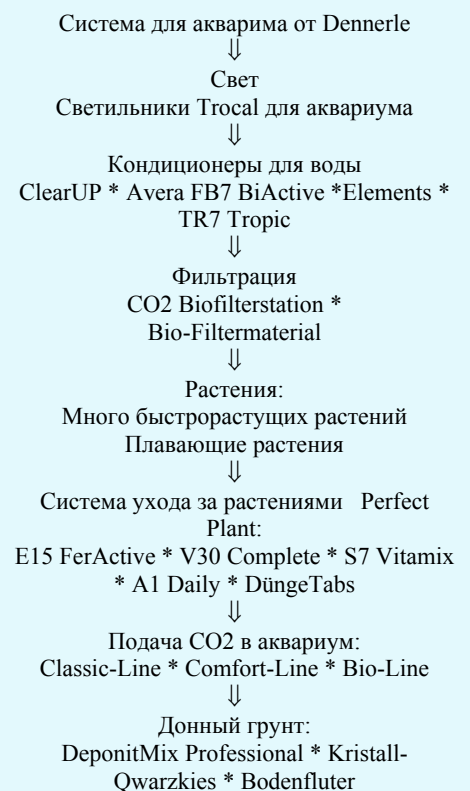 Система для акварима от Dennerle
⇓
Свет
Светильники Trocal для аквариума
⇓
Кондиционеры для воды
ClearUP * Avera FB7 BiActive *Elements *
TR7 Tropic
⇓
Фильтрация
CO2 Biofilterstation *
Bio-Filtermaterial
⇓
Растения:
Много быстрорастущих растений
Плавающие растения
⇓
Система ухода за растениями Perfect
Plant:
E15 FerActive * V30 Complete * S7 Vitamix
* A1 Daily * DüngeTabs
⇓
Подача CO2 в аквариум:
Classic-Line * Comfort-Line * Bio-Line
⇓
Донный грунт:
DeponitMix Professional * Kristall-
Qwarzkies * Bodenfluter